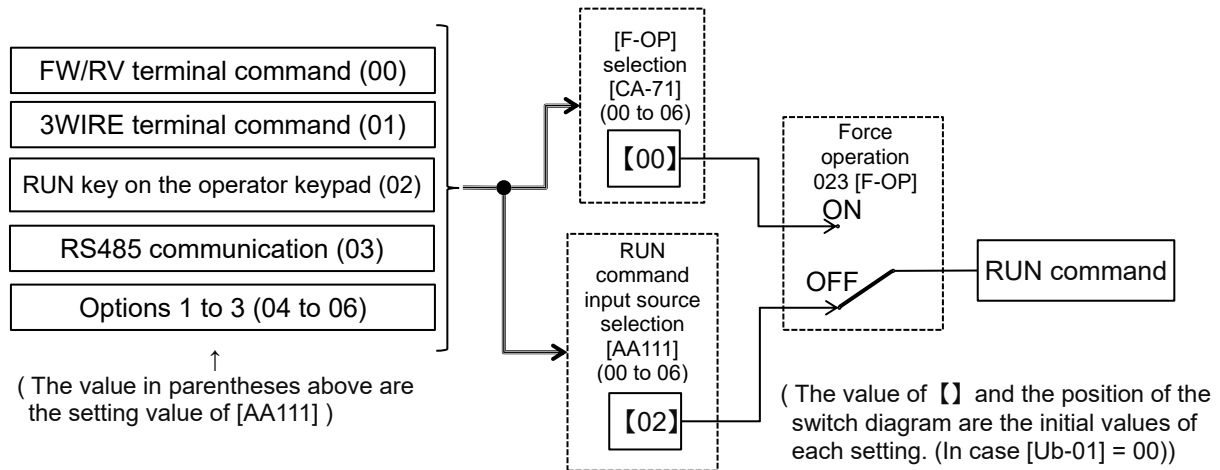 FW/RV terminal command (00)
3WIRE terminal command (01)
RUN key on the operator keypad (02)
RS485 communication (03)
Options 1 to 3 (04 to 06)
↑
( The value in parentheses above are
the setting value of [AA111] )
[F-OP]
selection
[CA-71]
(00 to 06)
【00】
RUN
command
input source
selection
[AA111]
(00 to 06)
【02】
Force
operation
023 [F-OP]
ON
OFF
RUN command
( The value of 【】 and the position of the
switch diagram are the initial values of
each setting. (In case [Ub-01] = 00))